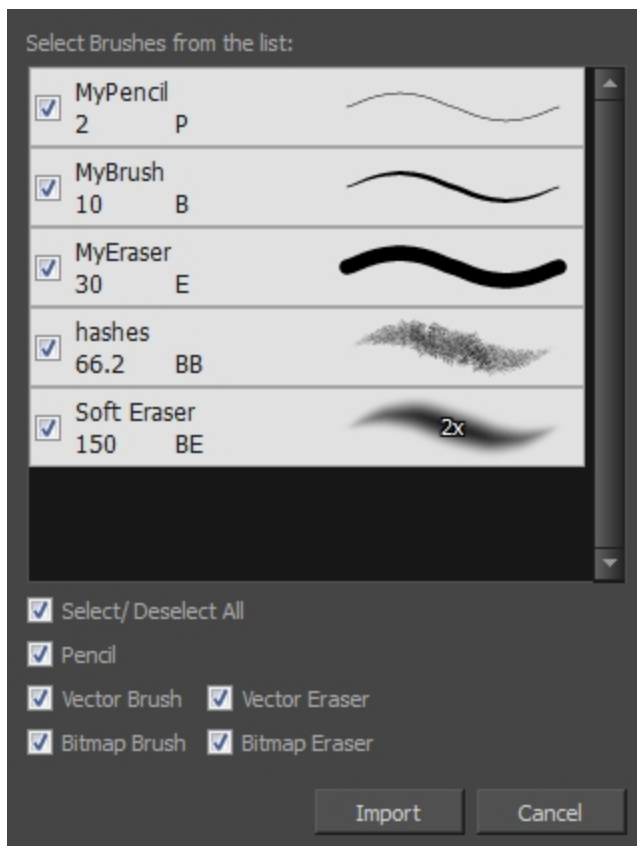 Select Brushes from the list:
MyPencil
2 P
MyBrush
10 B
MyEraser
30 E
hashes
66.2 BB
Soft Eraser
150 BE
2x
Select/ Deselect All
Pencil
Vector Brush Vector Eraser
Bitmap Brush Bitmap Eraser
Import Cancel